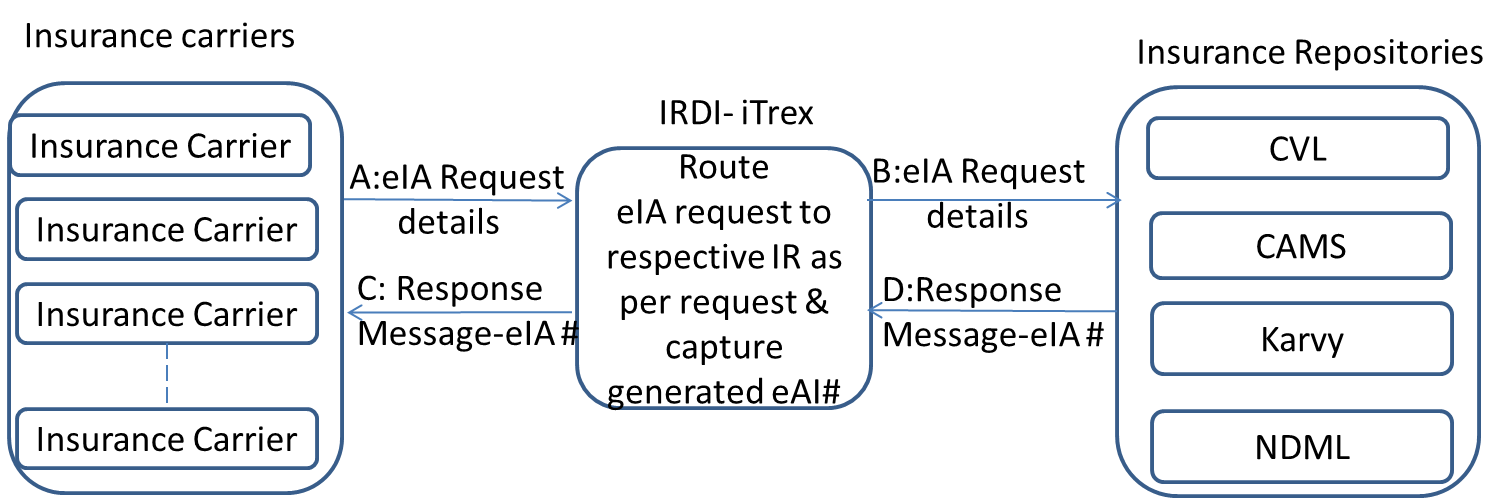 Insurance carriers
Insurance Carrier
Insurance Carrier
Insurance Carrier
Insurance Carrier
A:eIA Request
details
C: Response
Message-eIA #
IRDI- iTrex
Route
eIA request to
respective IR as
per request &
capture
generated eAI#
B:eIA Request
details
D:Response
Message-eIA #
Insurance Repositories
CVL
CAMS
Karvy
NDML